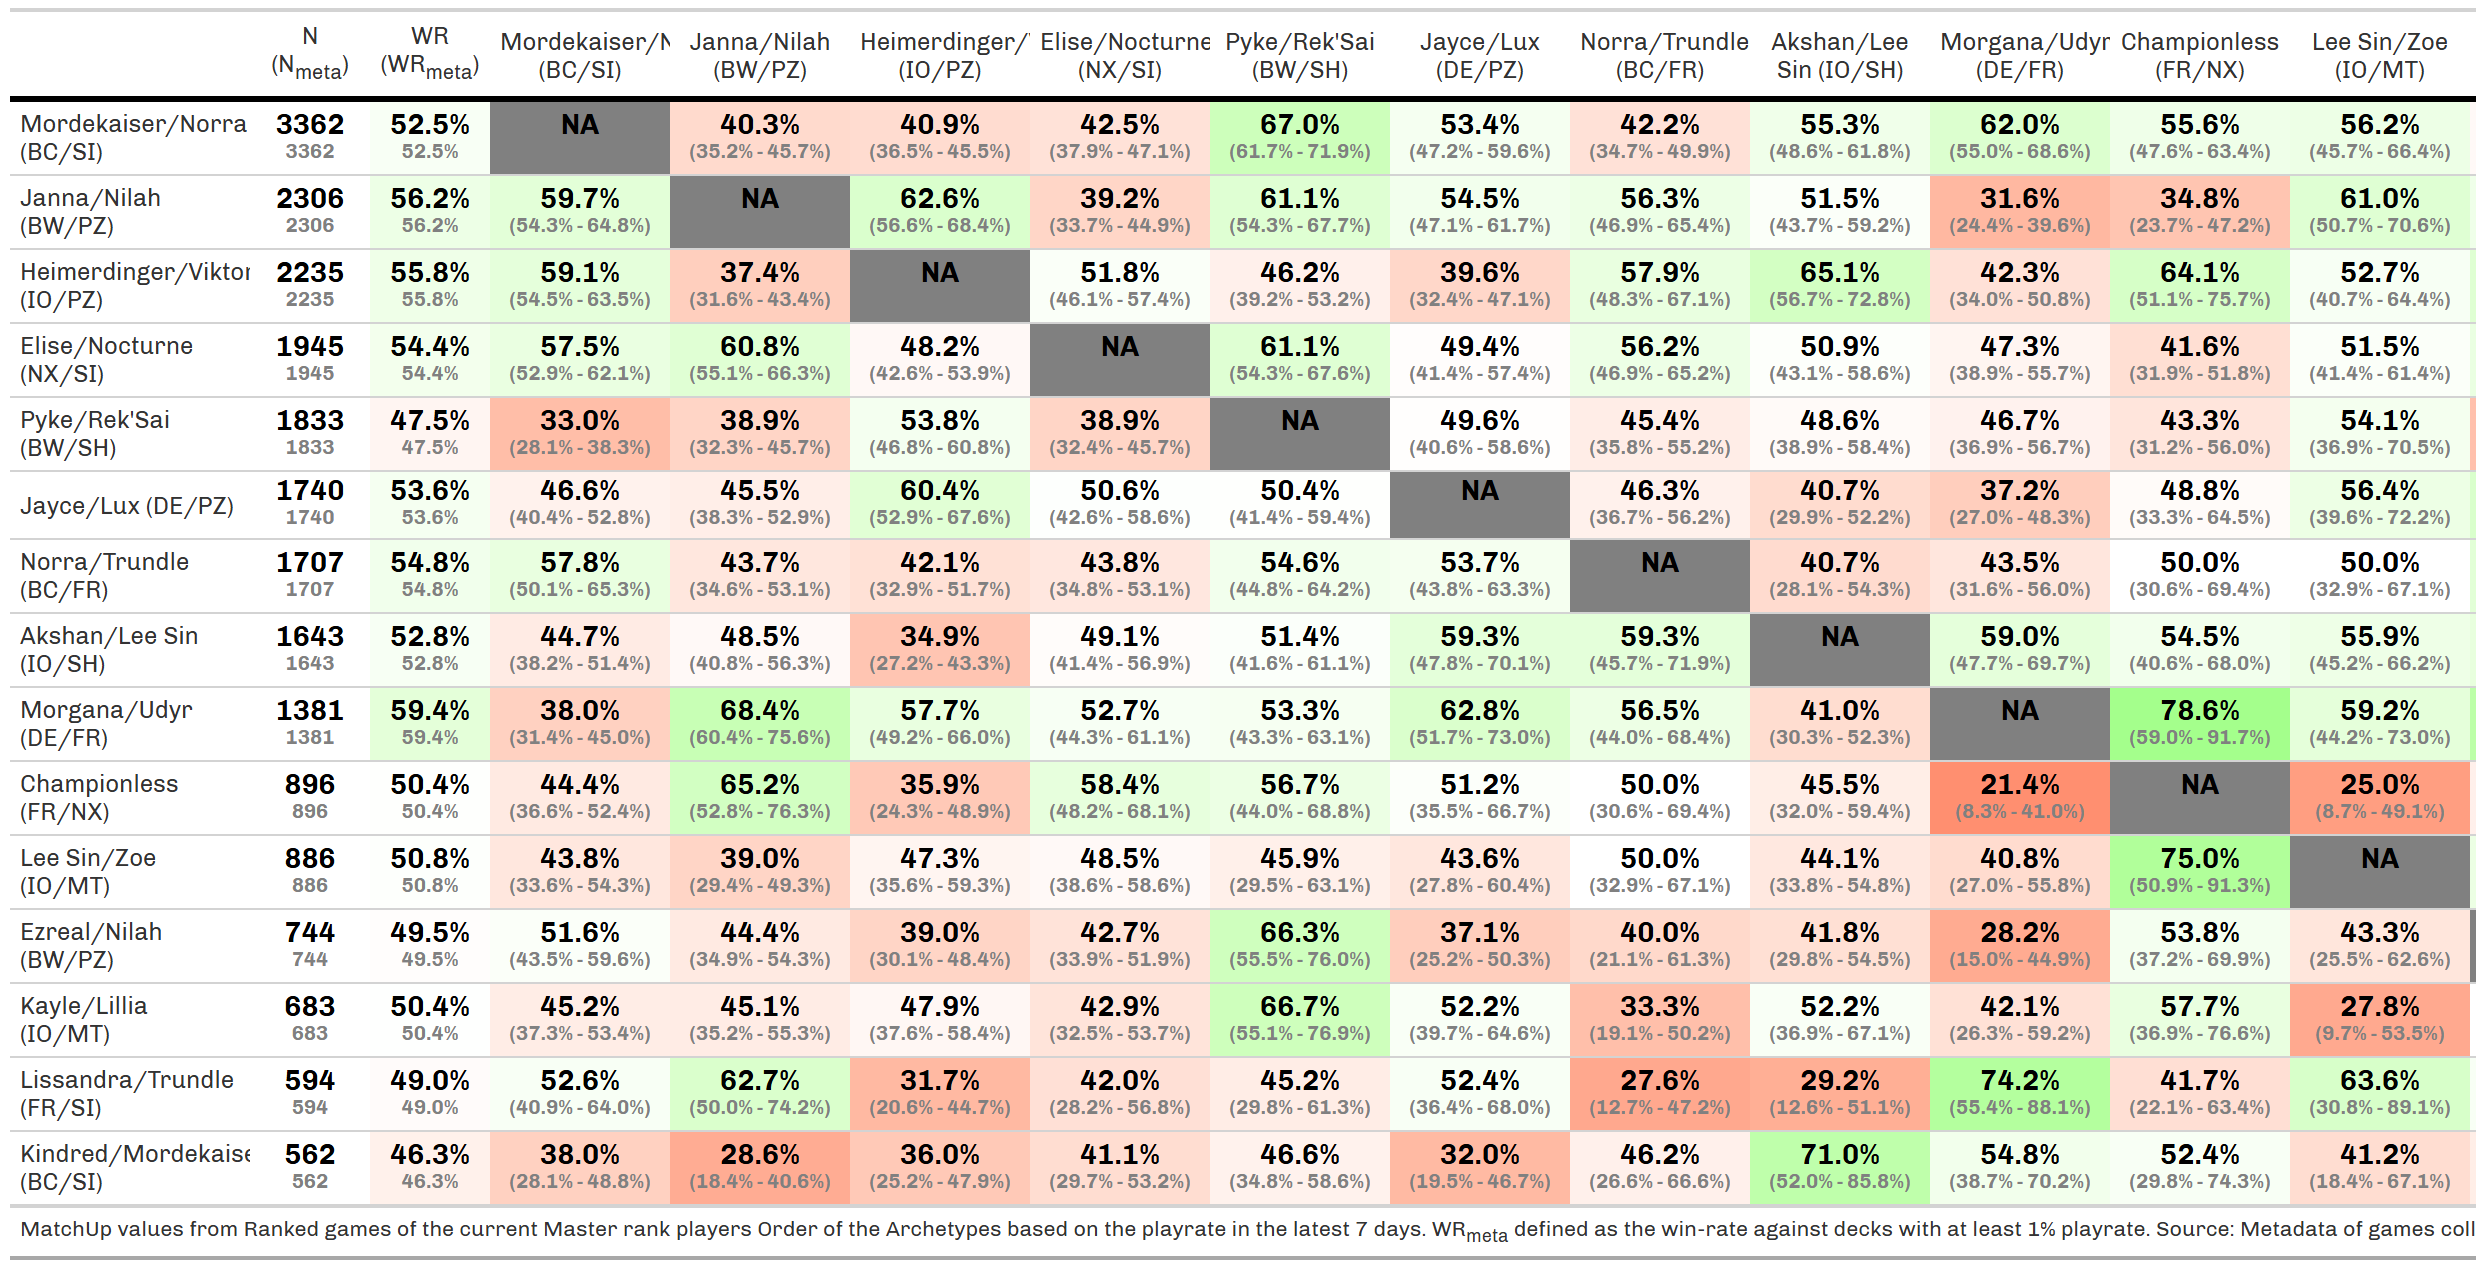 N WR Mordekaiser/N Janna/Nilah Heimerdinger/ Elise/Nocturne Pyke/Rek'Sai Jayce/Lux Norra/Trundle Akshan/Lee Morgana/Udyr Championless Lee Sin/Zoe
(Nmeta) (WRmeta) (BC/SI) (BW/PZ) (IO/PZ) (NX/SI) (BW/SH) (DE/PZ) (BC/FR) Sin (IO/SH) (DE/FR) (FR/NX) (IO/MT)
Mordekaiser/Norra 3362 52.5% NA 40.3% 40.9% 42.5% 67.0% 53.4% 42.2% 55.3% 62.0% 55.6% 56.2%
(BC/SI) 3362 52.5% (35.2% - 45.7%) (36.5% - 45.5%) (37.9% - 47.1%) (61.7% - 71.9%) (47.2% - 59.6%) (34.7% - 49.9%) (48.6% - 61.8%) (55.0% - 68.6%) (47.6% - 63.4%) (45.7% - 66.4%)
Janna/Nilah 2306 56.2% 59.7% NA 62.6% 39.2% 61.1% 54.5% 56.3% 51.5% 31.6% 34.8% 61.0%
(BW/PZ) 2306 56.2% (54.3% - 64.8%) (56.6% - 68.4%) (33.7% - 44.9%) (54.3% - 67.7%) (47.1% - 61.7%) (46.9% - 65.4%) (43.7% - 59.2%) (24.4% - 39.6%) (23.7% - 47.2%) (50.7% - 70.6%)
Heimerdinger/Viktor 2235 55.8% 59.1% 37.4% NA 51.8% 46.2% 39.6% 57.9% 65.1% 42.3% 64.1% 52.7%
(IO/PZ) 2235 55.8% (54.5% - 63.5%) (31.6% - 43.4%) (46.1% - 57.4%) (39.2% - 53.2%) (32.4% - 47.1%) (48.3% - 67.1%) (56.7% - 72.8%) (34.0% - 50.8%) (51.1% - 75.7%) (40.7% - 64.4%)
Elise/Nocturne 1945 54.4% 57.5% 60.8% 48.2% NA 61.1% 49.4% 56.2% 50.9% 47.3% 41.6% 51.5%
(NX/SI) 1945 54.4% (52.9% - 62.1%) (55.1% - 66.3%) (42.6% - 53.9%) (54.3% - 67.6%) (41.4% - 57.4%) (46.9% - 65.2%) (43.1% - 58.6%) (38.9% - 55.7%) (31.9% - 51.8%) (41.4% - 61.4%)
Pyke/Rek'Sai 1833 47.5% 33.0% 38.9% 53.8% 38.9% NA 49.6% 45.4% 48.6% 46.7% 43.3% 54.1%
(BW/SH) 1833 47.5% (28.1% - 38.3%) (32.3% - 45.7%) (46.8% - 60.8%) (32.4% - 45.7%) (40.6% - 58.6%) (35.8% - 55.2%) (38.9% - 58.4%) (36.9% - 56.7%) (31.2% - 56.0%) (36.9% - 70.5%)
Jayce/Lux (DE/PZ) 1740 53.6% 46.6% 45.5% 60.4% 50.6% 50.4% NA 46.3% 40.7% 37.2% 48.8% 56.4%
1740 53.6% (40.4% - 52.8%) (38.3% - 52.9%) (52.9% - 67.6%) (42.6% - 58.6%) (41.4% - 59.4%) (36.7% - 56.2%) (29.9% - 52.2%) (27.0% - 48.3%) (33.3% - 64.5%) (39.6% - 72.2%)
Norra/Trundle 1707 54.8% 57.8% 43.7% 42.1% 43.8% 54.6% 53.7% NA 40.7% 43.5% 50.0% 50.0%
(BC/FR) 1707 54.8% (50.1% - 65.3%) (34.6% - 53.1%) (32.9% - 51.7%) (34.8% - 53.1%) (44.8% - 64.2%) (43.8% - 63.3%) (28.1% - 54.3%) (31.6% - 56.0%) (30.6% - 69.4%) (32.9% - 67.1%)
Akshan/Lee Sin 1643 52.8% 44.7% 48.5% 34.9% 49.1% 51.4% 59.3% 59.3% NA 59.0% 54.5% 55.9%
(IO/SH) 1643 52.8% (38.2% - 51.4%) (40.8% - 56.3%) (27.2% - 43.3%) (41.4% - 56.9%) (41.6% - 61.1%) (47.8% - 70.1%) (45.7% - 71.9%) (47.7% - 69.7%) (40.6% - 68.0%) (45.2% - 66.2%)
Morgana/Udyr 1381 59.4% 38.0% 68.4% 57.7% 52.7% 53.3% 62.8% 56.5% 41.0% NA 78.6% 59.2%
(DE/FR) 1381 59.4% (31.4% - 45.0%) (60.4% - 75.6%) (49.2% - 66.0%) (44.3% - 61.1%) (43.3% - 63.1%) (51.7% - 73.0%) (44.0% - 68.4%) (30.3% - 52.3%) (59.0% - 91.7%) (44.2% - 73.0%)
Championless 896 50.4% 44.4% 65.2% 35.9% 58.4% 56.7% 51.2% 50.0% 45.5% 21.4% NA 25.0%
(FR/NX) 896 50.4% (36.6% - 52.4%) (52.8% - 76.3%) (24.3% - 48.9%) (48.2% - 68.1%) (44.0% - 68.8%) (35.5% - 66.7%) (30.6% - 69.4%) (32.0% - 59.4%) (8.3% - 41.0%) (8.7% - 49.1%)
Lee Sin/Zoe 886 50.8% 43.8% 39.0% 47.3% 48.5% 45.9% 43.6% 50.0% 44.1% 40.8% 75.0% NA
(IO/MT) 886 50.8% (33.6% - 54.3%) (29.4% - 49.3%) (35.6% - 59.3%) (38.6% - 58.6%) (29.5% - 63.1%) (27.8% - 60.4%) (32.9% - 67.1%) (33.8% - 54.8%) (27.0% - 55.8%) (50.9% - 91.3%)
Ezreal/Nilah 744 49.5% 51.6% 44.4% 39.0% 42.7% 66.3% 37.1% 40.0% 41.8% 28.2% 53.8% 43.3%
(BW/PZ) 744 49.5% (43.5% - 59.6%) (34.9% - 54.3%) (30.1% - 48.4%) (33.9% - 51.9%) (55.5% - 76.0%) (25.2% - 50.3%) (21.1% - 61.3%) (29.8% - 54.5%) (15.0% - 44.9%) (37.2% - 69.9%) (25.5% - 62.6%)
Kayle/Lillia 683 50.4% 45.2% 45.1% 47.9% 42.9% 66.7% 52.2% 33.3% 52.2% 42.1% 57.7% 27.8%
(IO/MT) 683 50.4% (37.3% - 53.4%) (35.2% - 55.3%) (37.6% - 58.4%) (32.5% - 53.7%) (55.1% - 76.9%) (39.7% - 64.6%) (19.1% - 50.2%) (36.9% - 67.1%) (26.3% - 59.2%) (36.9% - 76.6%) (9.7% - 53.5%)
Lissandra/Trundle 594 49.0% 52.6% 62.7% 31.7% 42.0% 45.2% 52.4% 27.6% 29.2% 74.2% 41.7% 63.6%
(FR/SI) 594 49.0% (40.9% - 64.0%) (50.0% - 74.2%) (20.6% - 44.7%) (28.2% - 56.8%) (29.8% - 61.3%) (36.4% - 68.0%) (12.7% - 47.2%) (12.6% - 51.1%) (55.4% - 88.1%) (22.1% - 63.4%) (30.8% - 89.1%)
Kindred/Mordekaise 562 46.3% 38.0% 28.6% 36.0% 41.1% 46.6% 32.0% 46.2% 71.0% 54.8% 52.4% 41.2%
(BC/SI) 562 46.3% (28.1% - 48.8%) (18.4% - 40.6%) (25.2% - 47.9%) (29.7% - 53.2%) (34.8% - 58.6%) (19.5% - 46.7%) (26.6% - 66.6%) (52.0% - 85.8%) (38.7% - 70.2%) (29.8% - 74.3%) (18.4% - 67.1%)
MatchUp values from Ranked games of the current Master rank players Order of the Archetypes based on the playrate in the latest 7 days. WRmeta defined as the win-rate against decks with at least 1% playrate. Source: Metadata of games coll